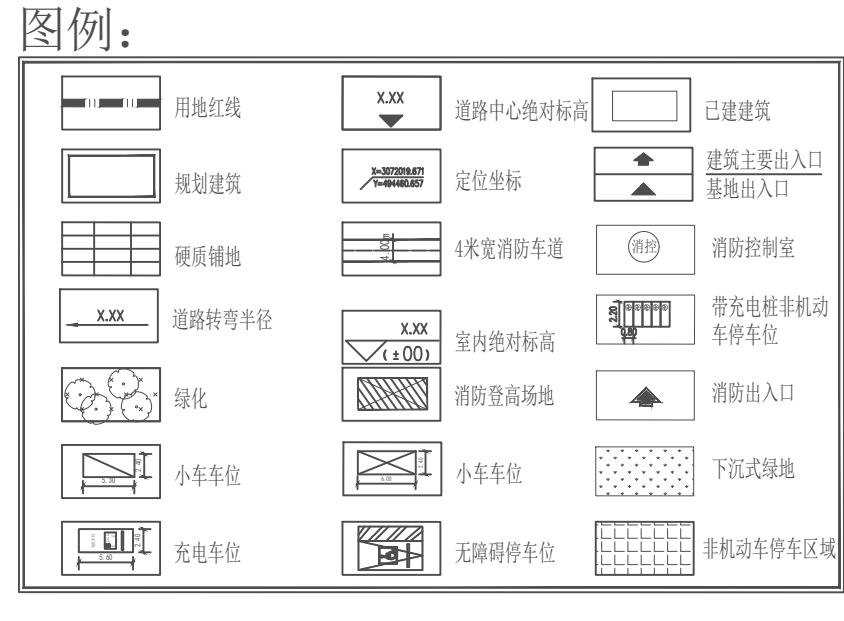 图例：
用地红线
X.XX
道路中心绝对标高
已建建筑
规划建筑
X=3072019.671
Y=494460.657
定位坐标
建筑主要出入口
基地出入口
硬质铺地
4.00m
4米宽消防车道
消控
消防控制室
X.XX
道路转弯半径
X.XX
(±00)
室内绝对标高
2.20
0.80
带充电桩非机动
车停车位
绿化
消防登高场地
消防出入口
5.30
2.40
小车车位
6.00
2.40
小车车位
下沉式绿地
5.60
2.40
充电车位
无障碍停车位
非机动车停车区域